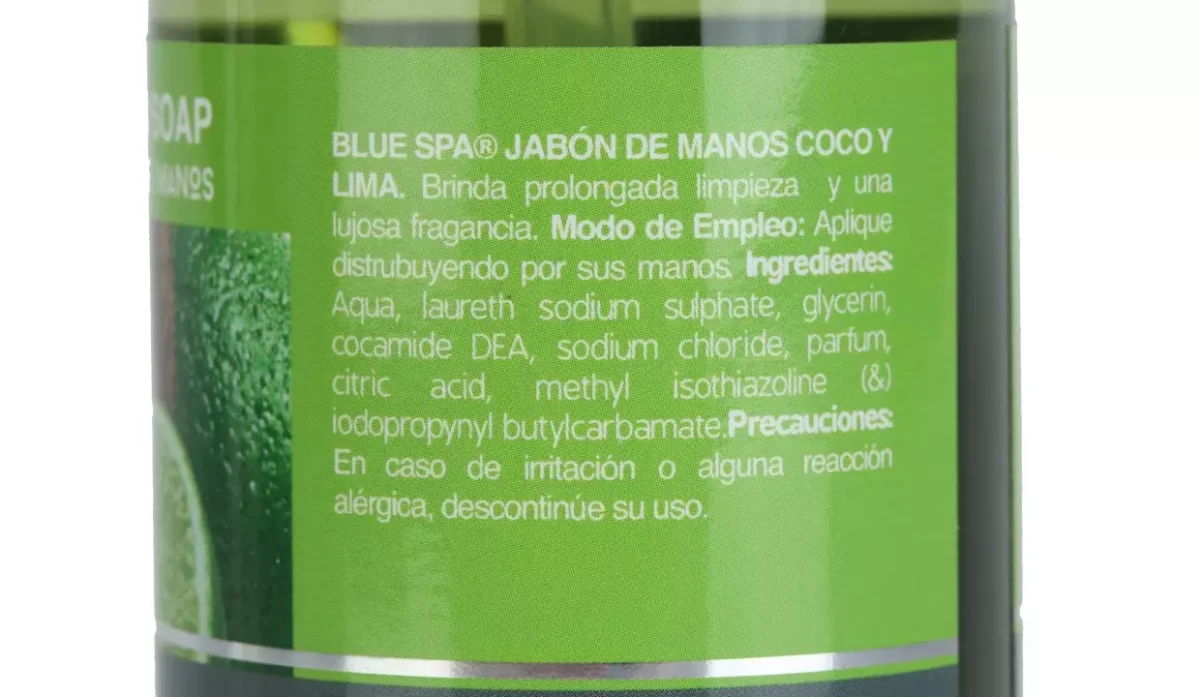 SOAP
MANOS
BLUE SPA® JABÓN DE MANOS COCO Y
LIMA. Brinda prolongada limpieza y una
lujosa fragancia. Modo de Empleo: Aplique
distrubuyendo por sus manos. Ingredientes:
Aqua, laureth sodium sulphate, glycerin,
cocamide DEA, sodium chloride, parfum,
citric acid, methyl isothiazoline (&)
iodopropynyl butylcarbamate.Precauciones:
En caso de irritación o alguna reacción
alérgica, descontinúe su uso.